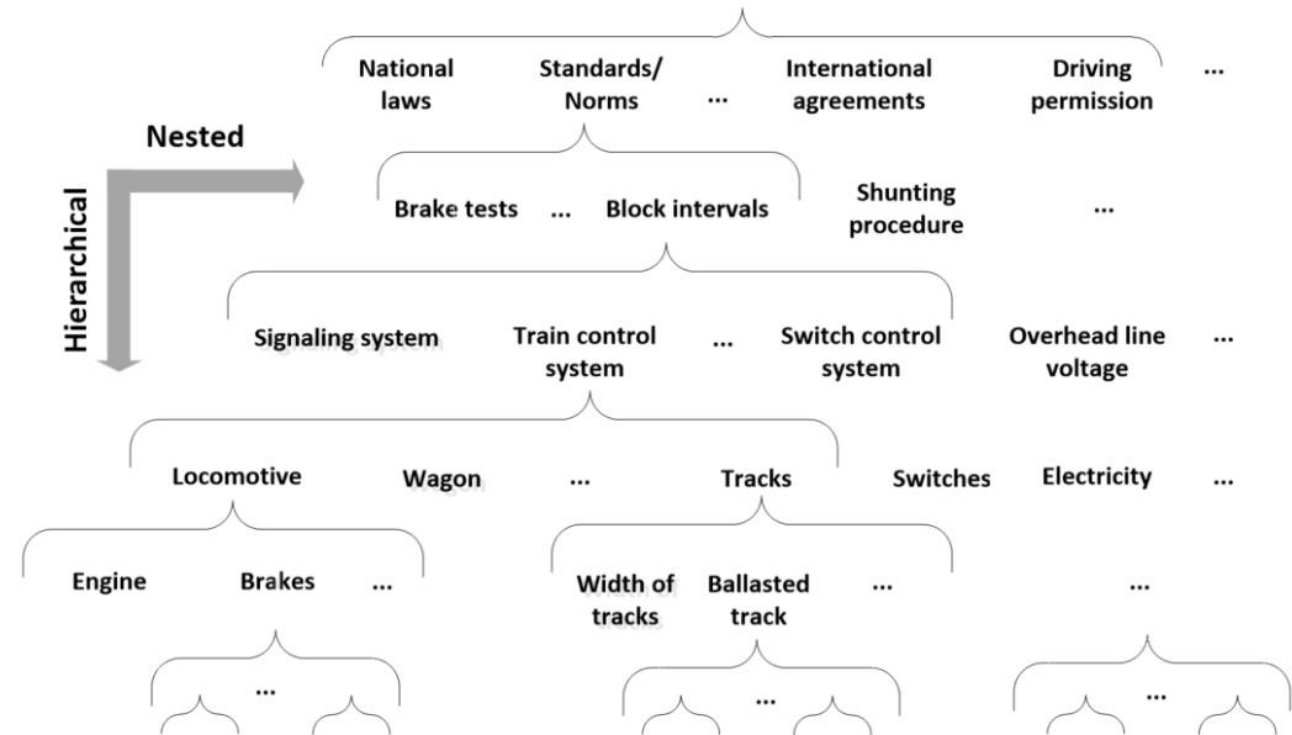 National laws
Standards/ Norms
...
International agreements
Driving permission
...
Nested
Hierarchical
Brake tests
...
Block intervals
Shunting procedure
...
Signaling system
Train control system
...
Switch control system
Overhead line voltage
...
Locomotive
Wagon
...
Tracks
Switches
Electricity
...
Engine
Brakes
...
Width of tracks
Ballasted track
...
...
...
...
...